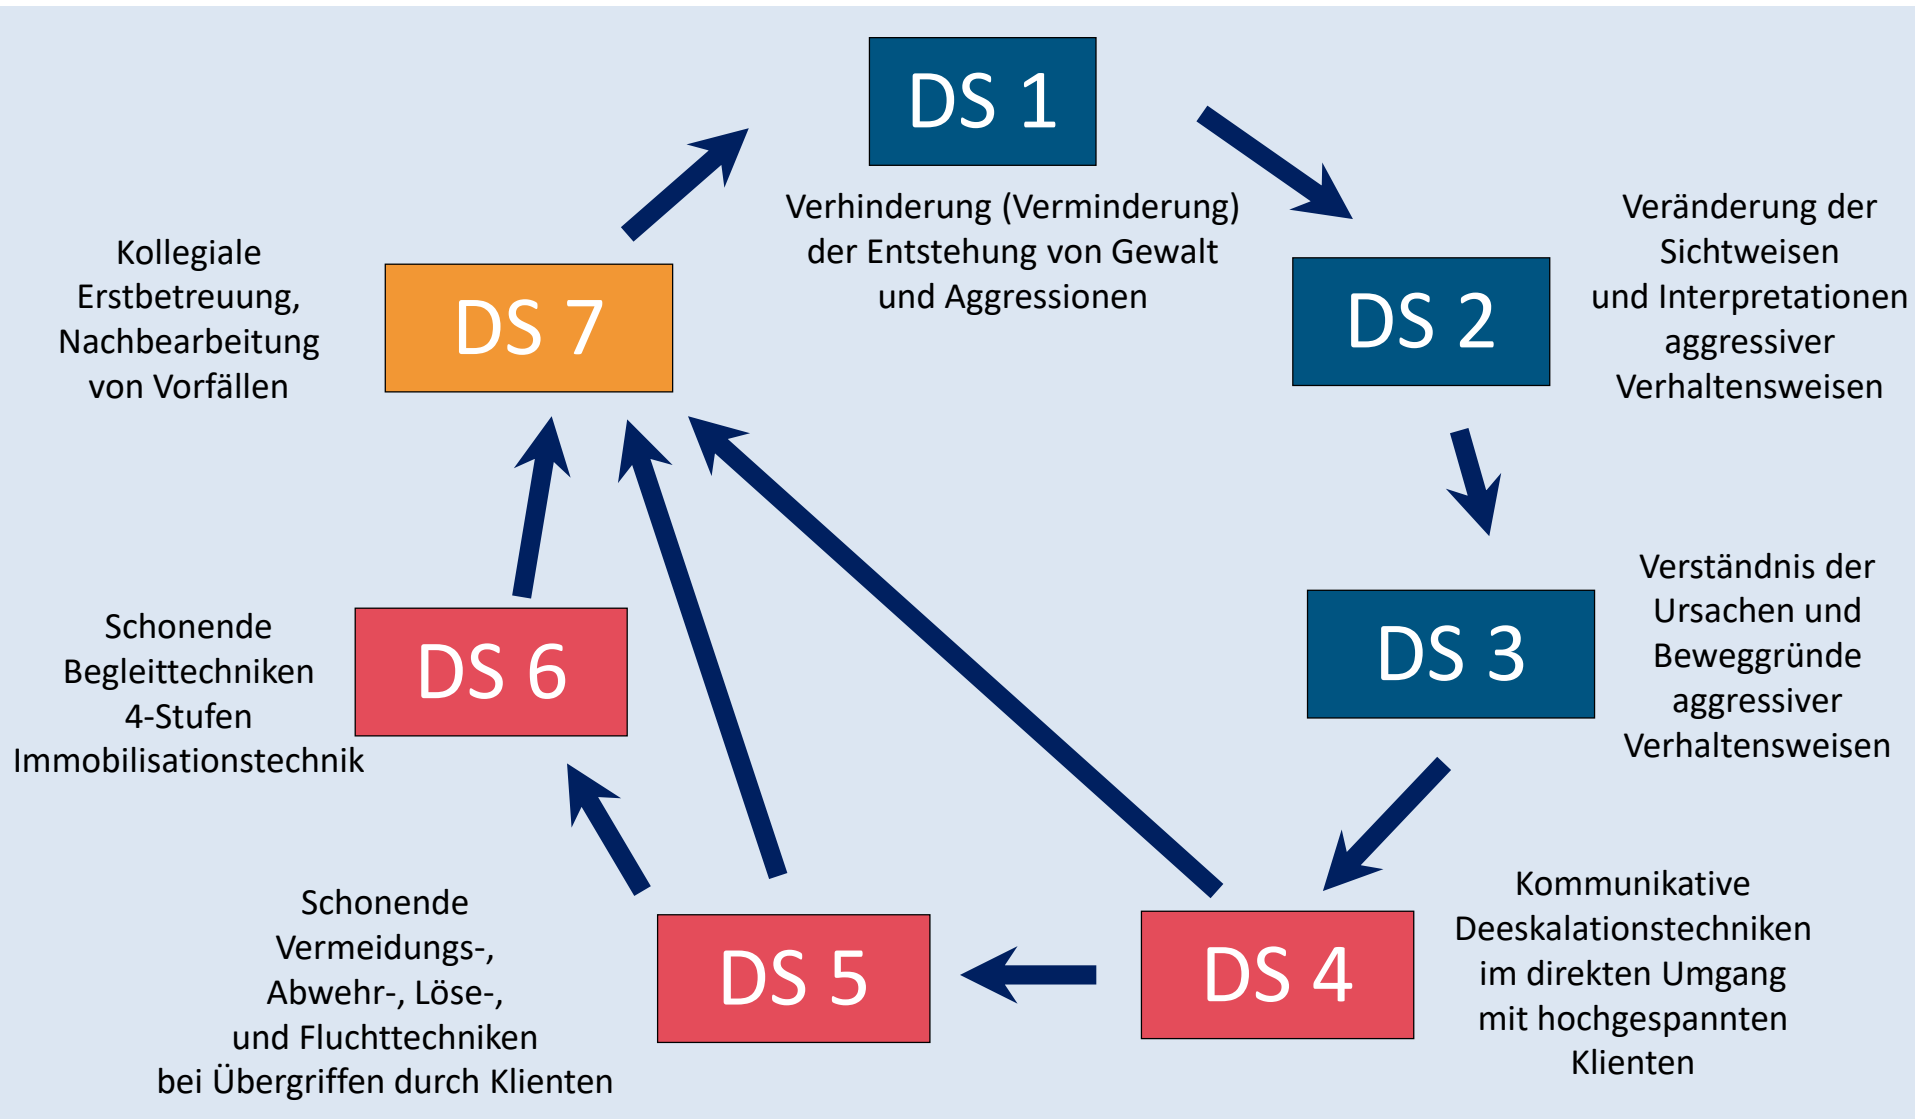 DS 1
Verhinderung (Verminderung)
der Entstehung von Gewalt
und Aggressionen
DS 2
Veränderung der
Sichtweisen
und Interpretationen
aggressiver
Verhaltensweisen
DS 3
Verständnis der
Ursachen und
Beweggründe
aggressiver
Verhaltensweisen
DS 4
Kommunikative
Deeskalationstechniken
im direkten Umgang
mit hochgespannten
Klienten
DS 5
Schonende
Vermeidungs-,
Abwehr-, Löse-,
und Fluchttechniken
bei Übergriffen durch Klienten
DS 6
Schonende
Begleittechniken
4-Stufen
Immobilisationstechnik
DS 7
Kollegiale
Erstbetreuung,
Nachbearbeitung
von Vorfällen